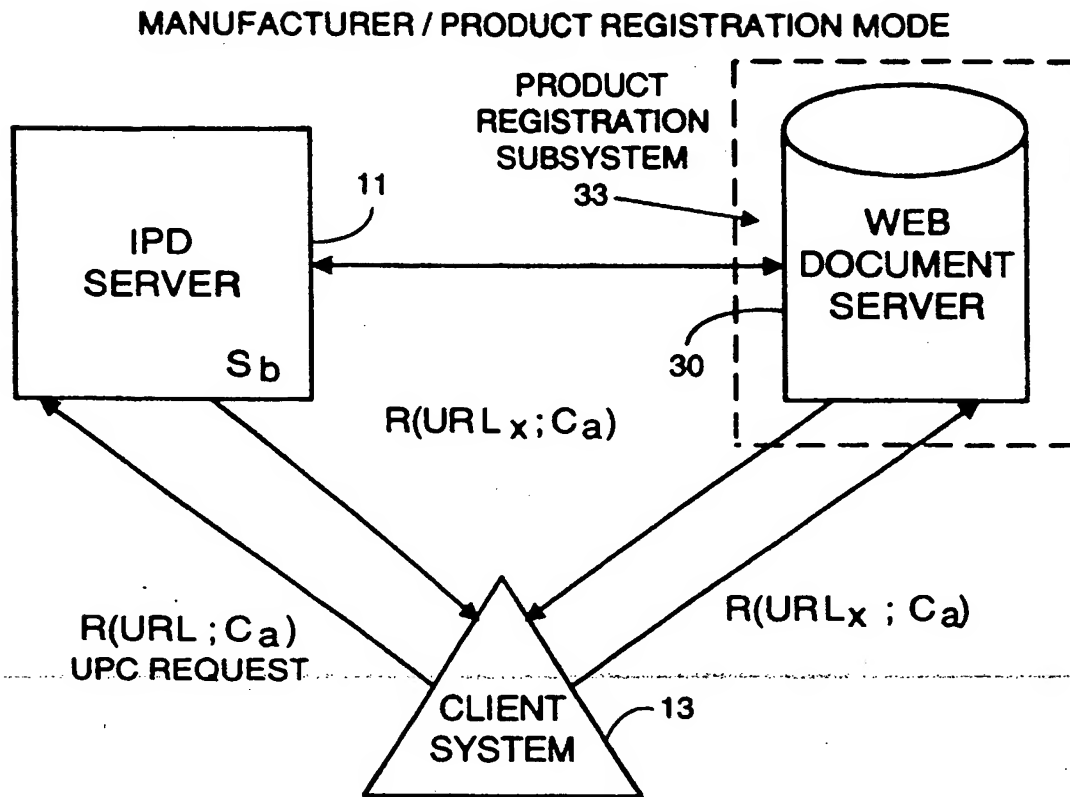 MANUFACTURER / PRODUCT REGISTRATION MODE
PRODUCT
REGISTRATION
SUBSYSTEM
33
11
IPD
SERVER
Sb
WEB
DOCUMENT
SERVER
30
R(URLx;Ca)
R(URL;Ca)
UPC REQUEST
R(URLx ; Ca)
CLIENT
SYSTEM
13